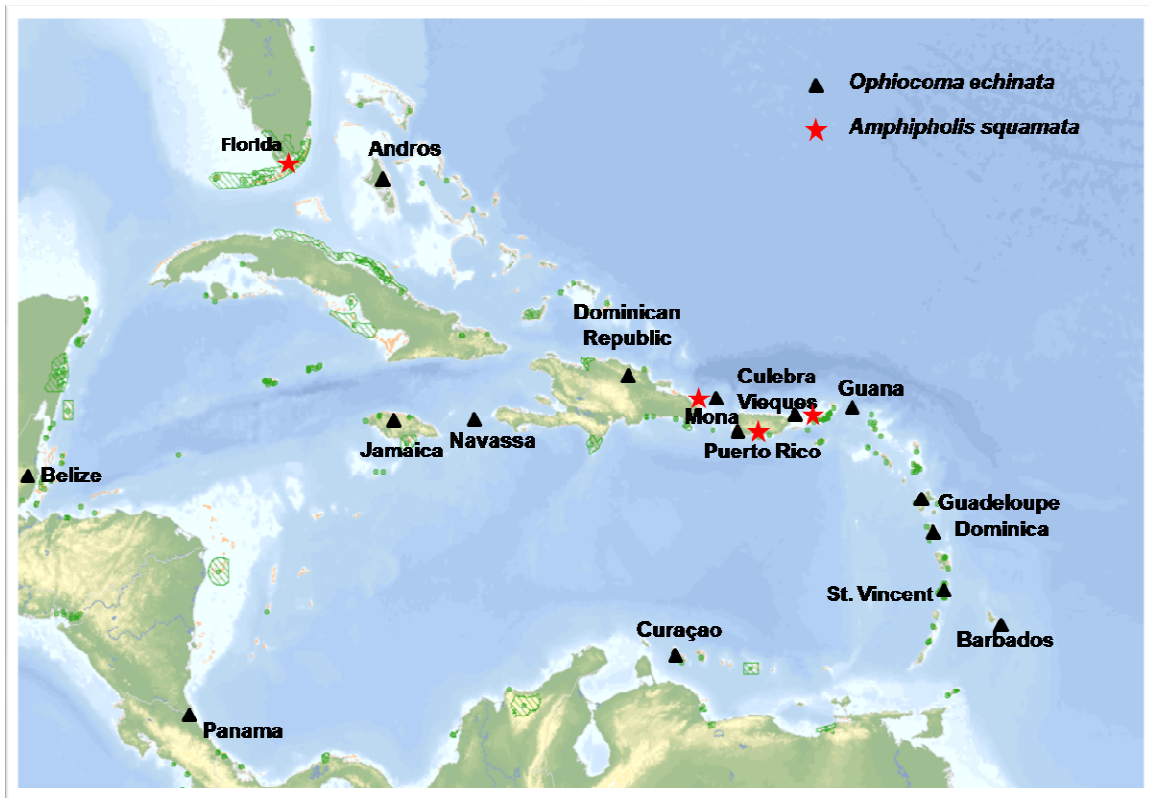 Ophiocoma echinata
Amphipholis squamata
Florida
Andros
Dominican
Republic
Culebra
Vieques
Guana
Mona
Jamaica
Navassa
Puerto Rico
Belize
Guadeloupe
Dominica
St. Vincent
Curaçao
Barbados
Panama